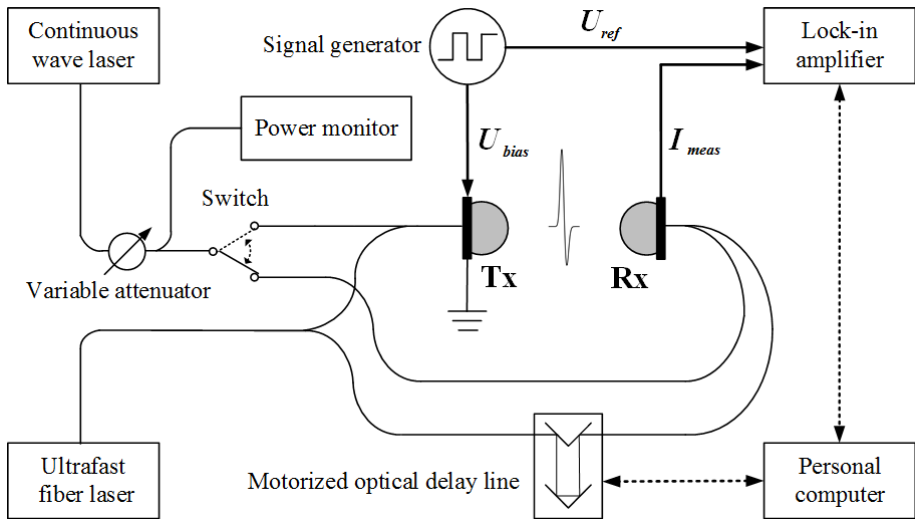 Continuous
wave laser
Signal generator
U_ref
Lock-in
amplifier
Power monitor
U_bias
I_meas
Switch
Variable attenuator
Tx
Rx
Ultrafast
fiber laser
Motorized optical delay line
Personal
computer